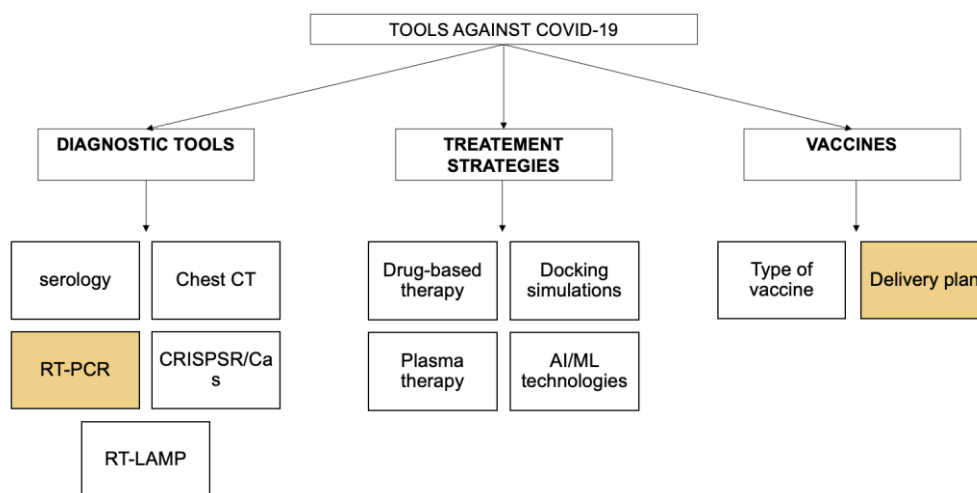 TOOLS AGAINST COVID-19
DIAGNOSTIC TOOLS
TREATEMENT
STRATEGIES
VACCINES
serology
Chest CT
RT-PCR
CRISPSR/Ca
s
RT-LAMP
Drug-based
therapy
Docking
simulations
Plasma
therapy
AI/ML
technologies
Type of
vaccine
Delivery plan